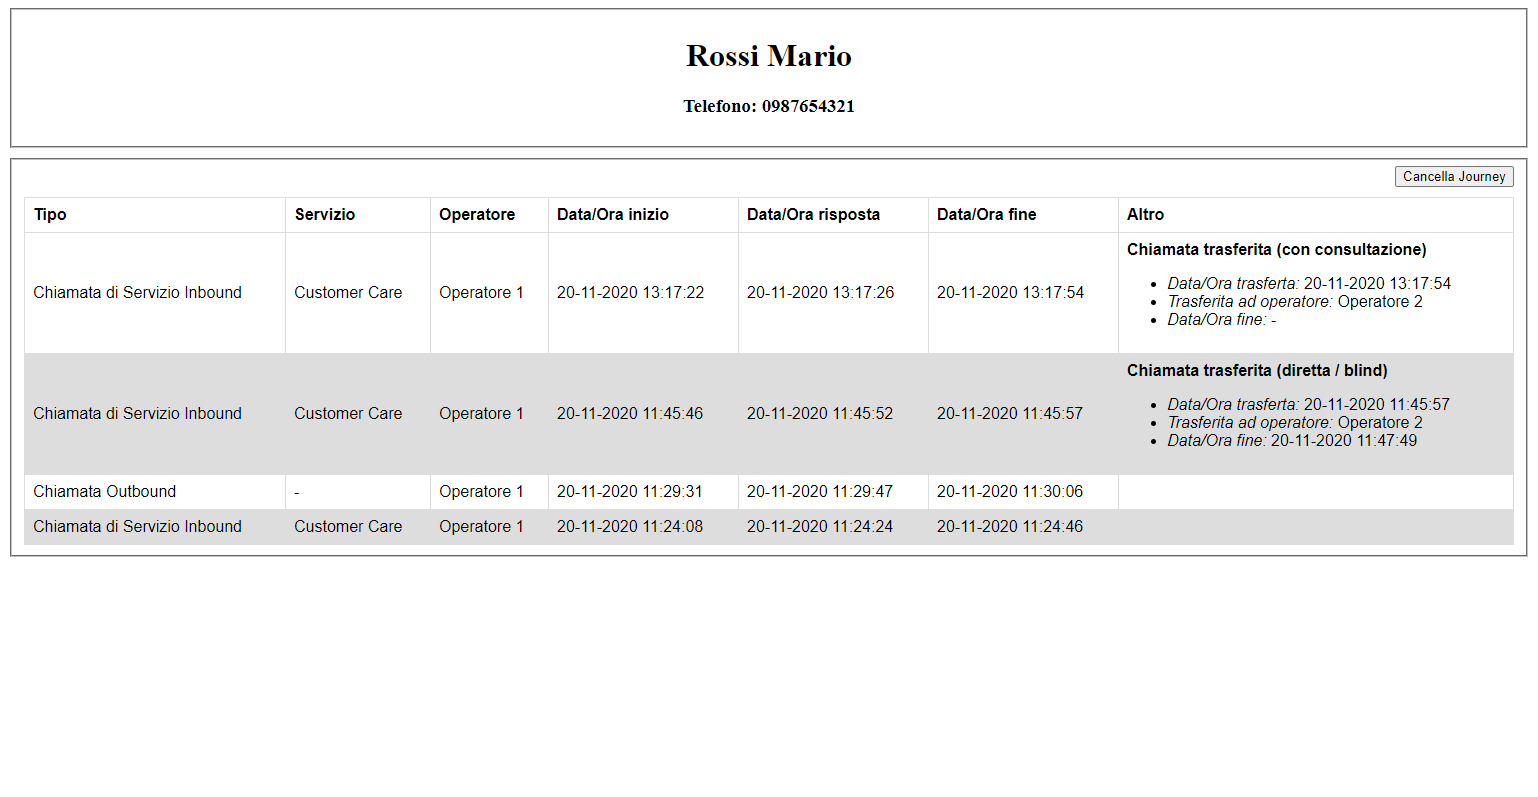 Rossi Mario
Telefono: 0987654321
Cancella Journey
Tipo Servizio Operatore Data/Ora inizio Data/Ora risposta Data/Ora fine Altro
Chiamata di Servizio Inbound Customer Care Operatore 1 20-11-2020 13:17:22 20-11-2020 13:17:26 20-11-2020 13:17:54 Chiamata trasferita (con consultazione)
• Data/Ora trasferta: 20-11-2020 13:17:54
• Trasferita ad operatore: Operatore 2
• Data/Ora fine: -
Chiamata di Servizio Inbound Customer Care Operatore 1 20-11-2020 11:45:46 20-11-2020 11:45:52 20-11-2020 11:45:57 Chiamata trasferita (diretta / blind)
• Data/Ora trasferta: 20-11-2020 11:45:57
• Trasferita ad operatore: Operatore 2
• Data/Ora fine: 20-11-2020 11:47:49
Chiamata Outbound - Operatore 1 20-11-2020 11:29:31 20-11-2020 11:29:47 20-11-2020 11:30:06
Chiamata di Servizio Inbound Customer Care Operatore 1 20-11-2020 11:24:08 20-11-2020 11:24:24 20-11-2020 11:24:46